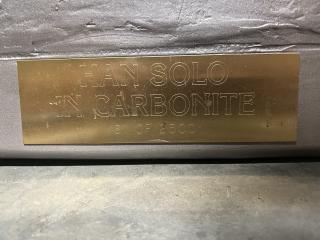 HAN SOLO
IN CARBONITE
OF 2500